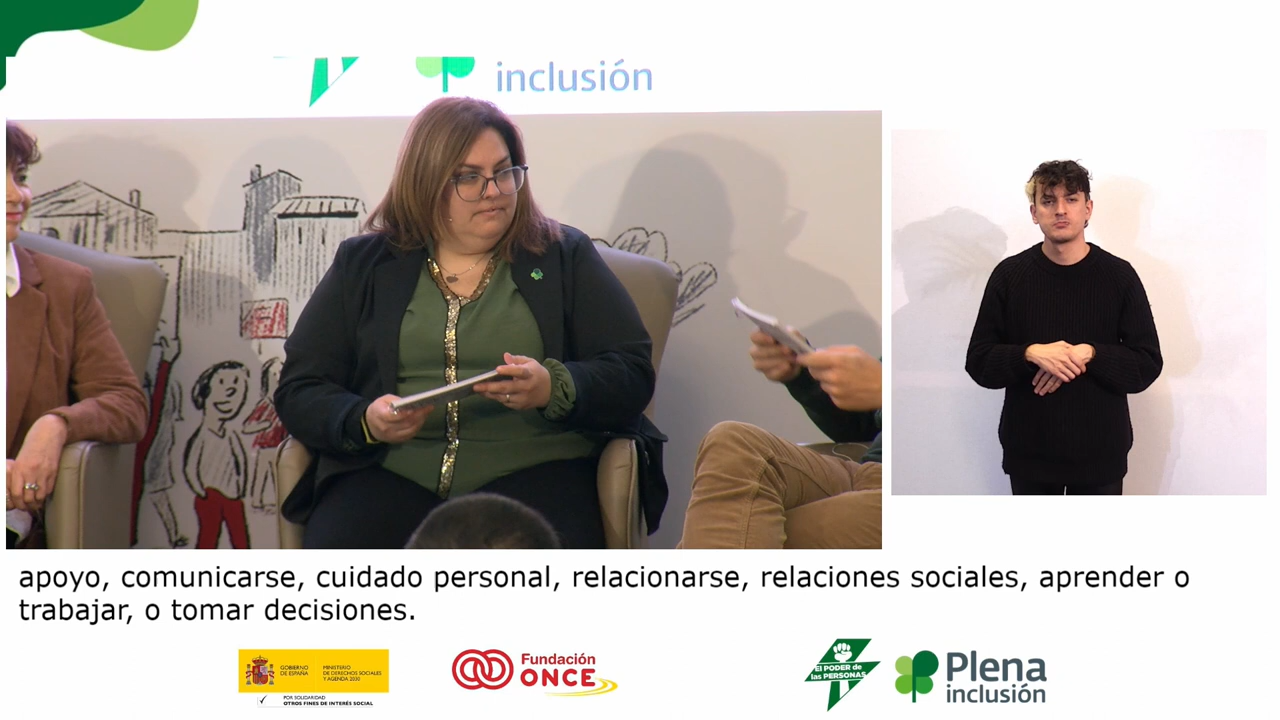 inclusión
apoyo, comunicarse, cuidado personal, relacionarse, relaciones sociales, aprender o
trabajar, o tomar decisiones.
GOBIERNO
DE ESPAÑA
MINISTERIO
DE DERECHOS SOCIALES
Y AGENDA 2030
POR SOLIDARIDAD
OTROS FINES DE INTERÉS SOCIAL
Fundación
ONCE
El PODER de
las PERSONAS
Plena
inclusión